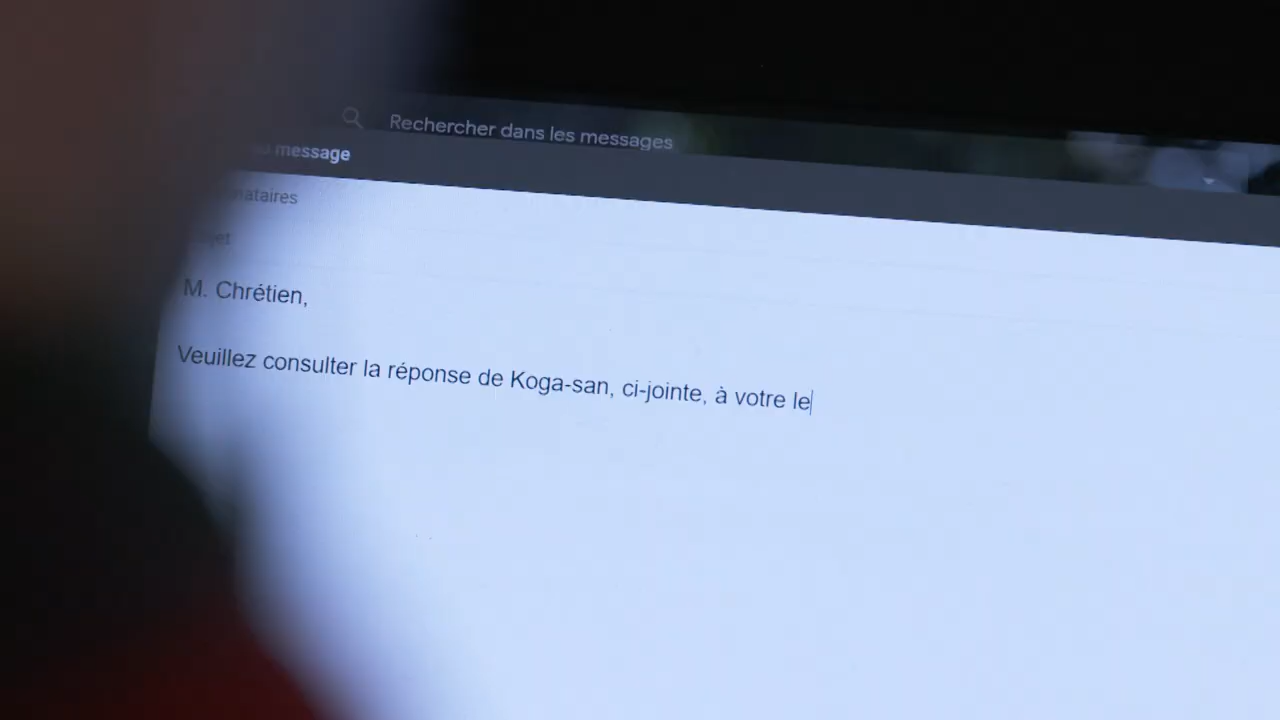 Rechercher dans les messages
message
M. Chrétien,
Veuillez consulter la réponse de Koga-san, ci-jointe, à votre le